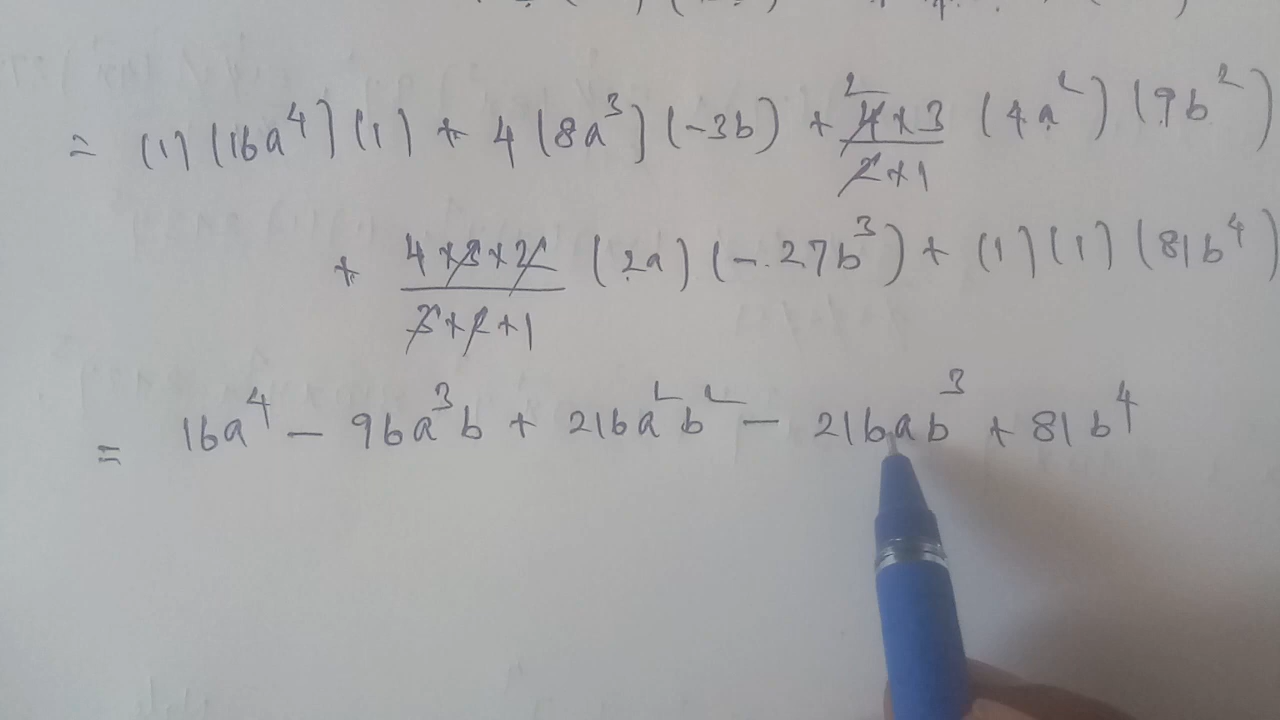 = (1) (16a⁴) (1) + 4 (8a³) (-3b) + 4×3/2×1 (4a²) (9b²) 2
+ 4×3×2/3×2×1 (2a) (-27b³) + (1) (1) (81b⁴)
= 16a⁴ - 96a³b + 216a²b² - 216ab³ + 81b⁴